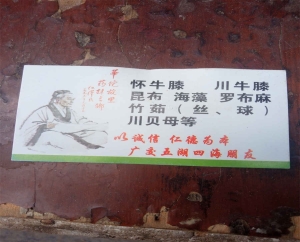 怀牛膝 川牛膝
昆布 海藻 罗布麻
竹茹（丝、球）
川贝母等
以诚信 仁德为本
广交五湖四海朋友